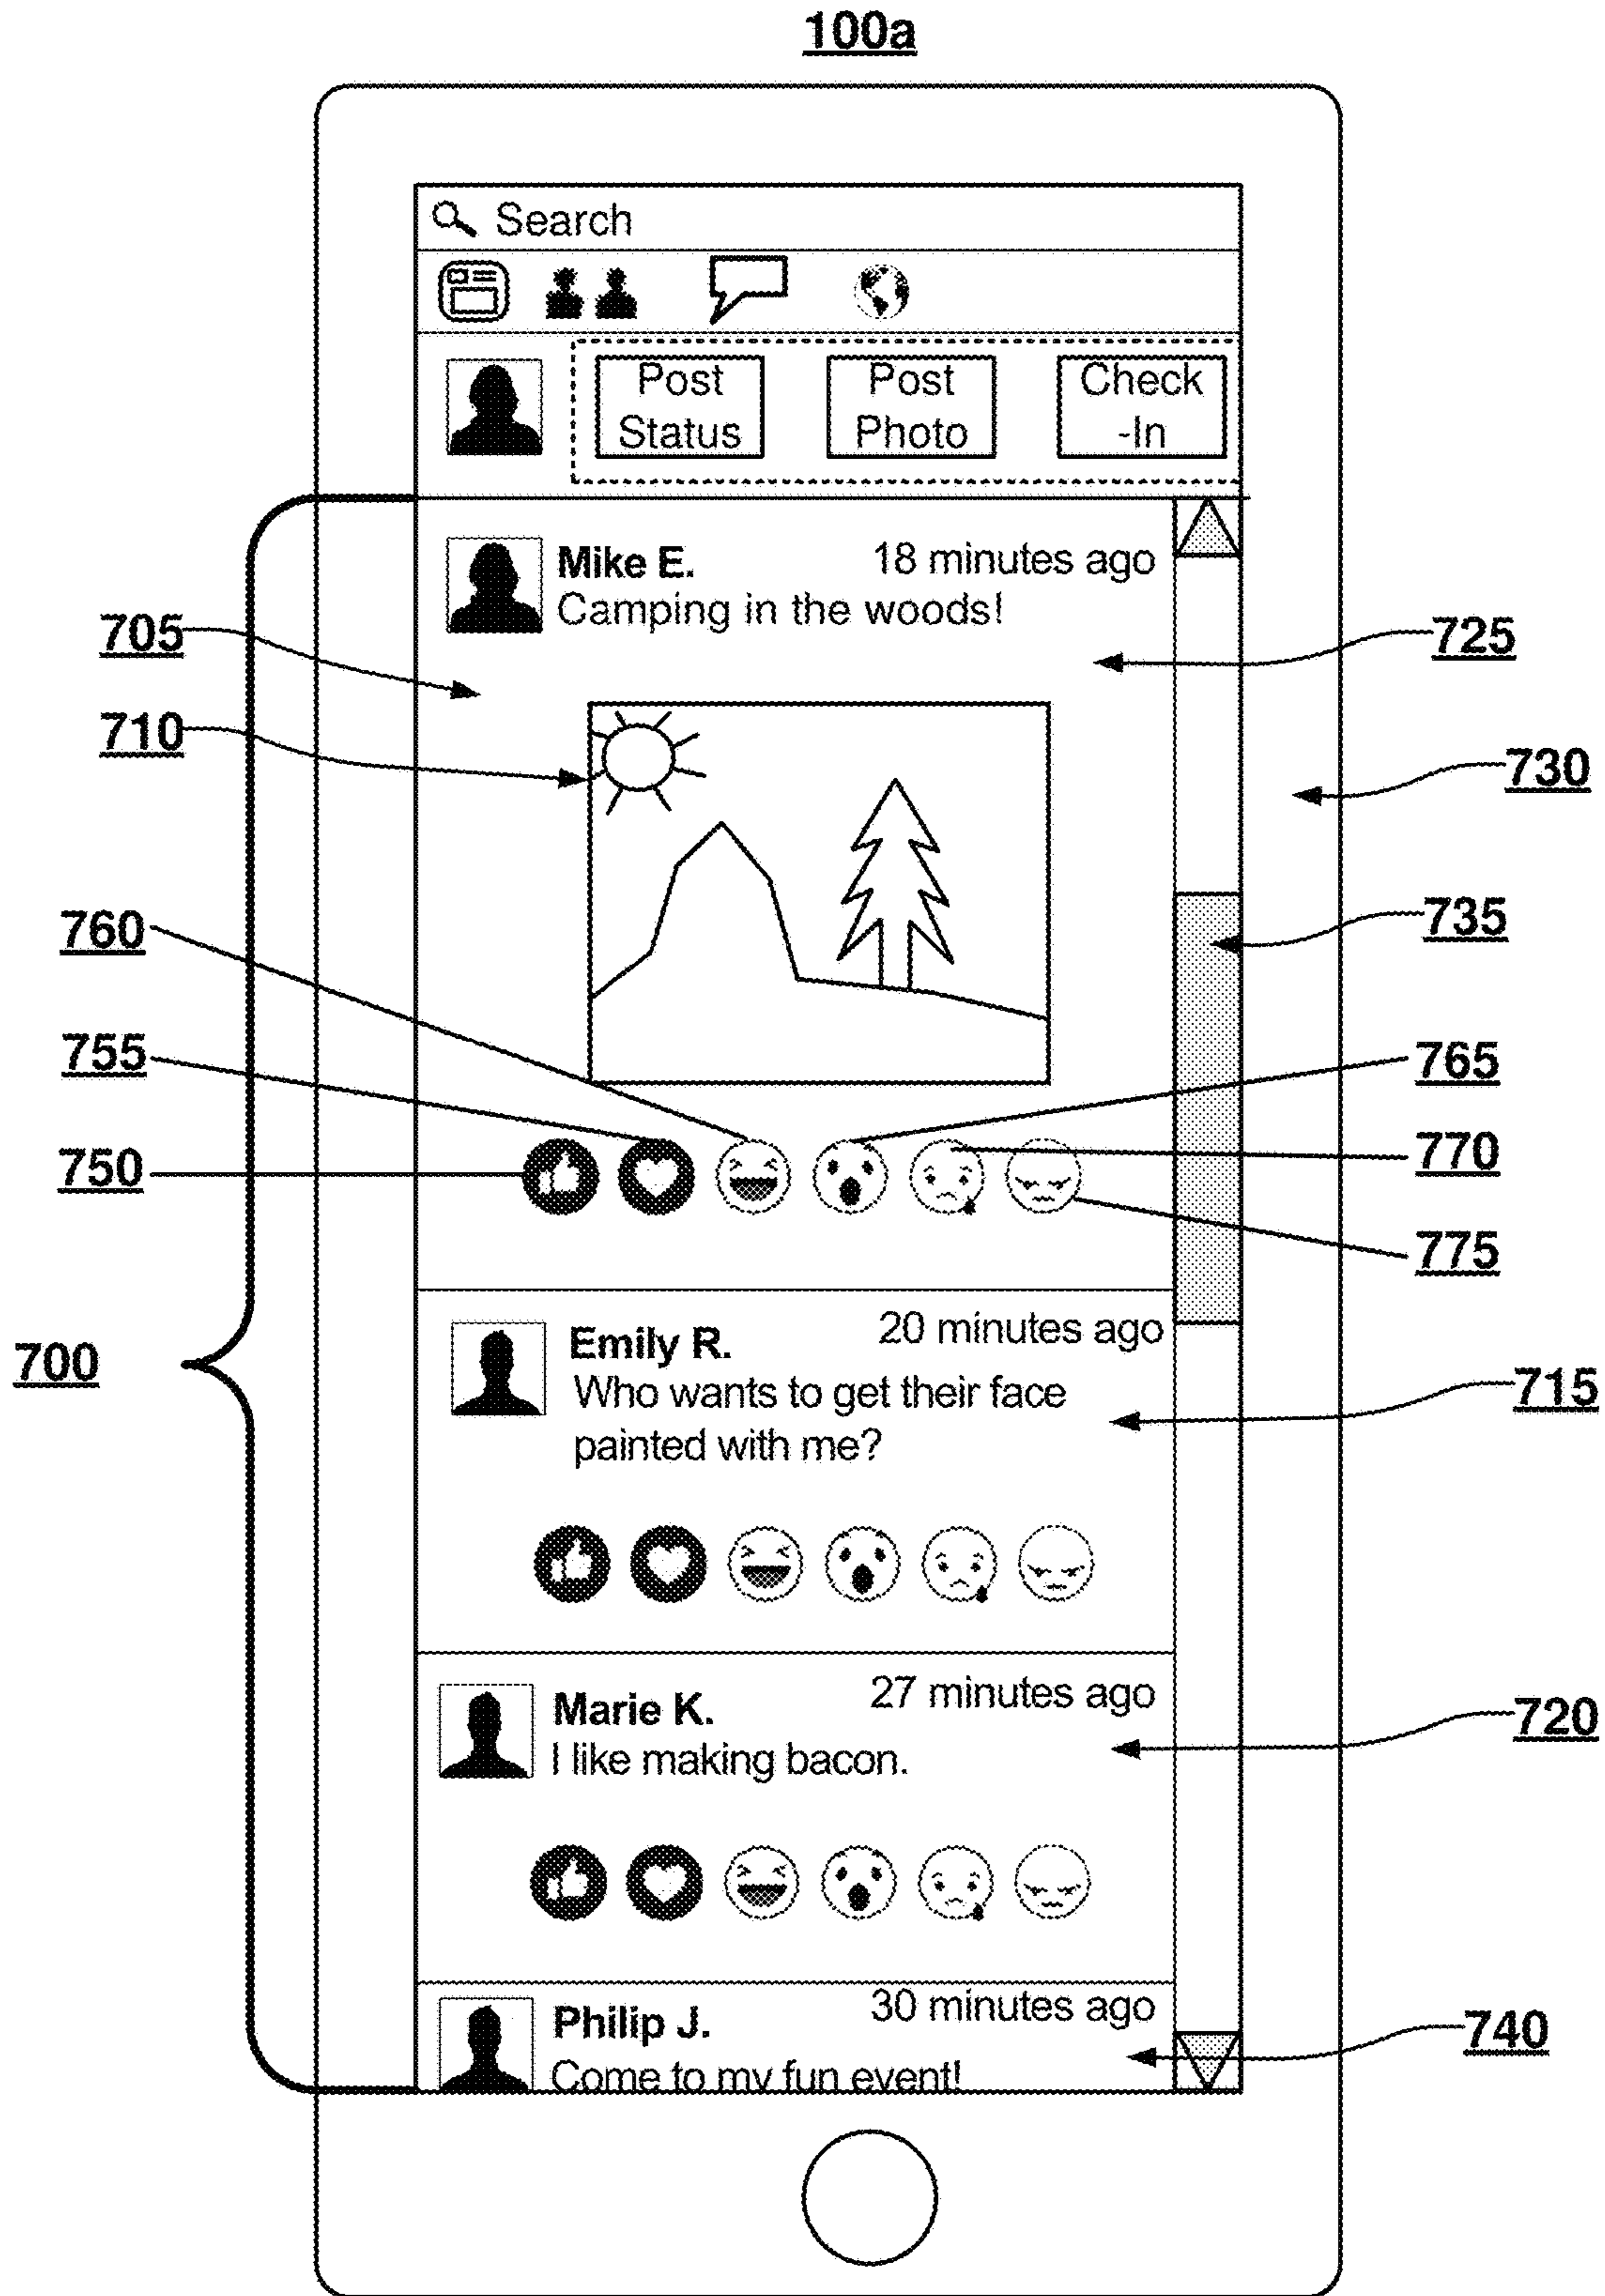 100a
Search
Post Status
Post Photo
Check -In
Mike E.
18 minutes ago
Camping in the woods!
705
725
710
730
760
735
755
765
750
770
775
Emily R.
20 minutes ago
700
Who wants to get their face
715
painted with me?
Marie K.
27 minutes ago
720
I like making bacon.
Philip J.
30 minutes ago
740
Come to my fun event!